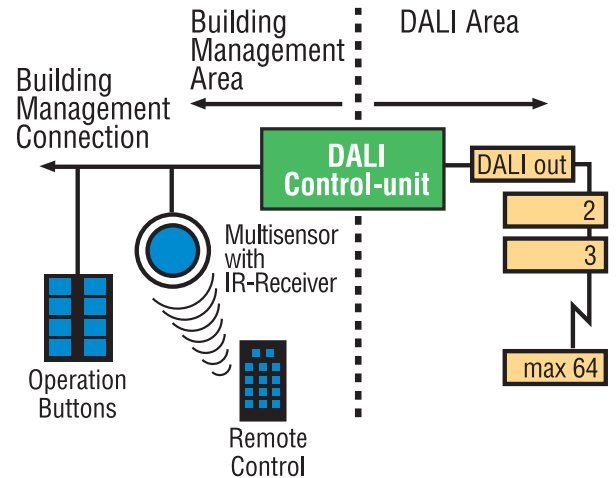 Building
Management
Area
DALI Area
Building
Management
Connection
DALI
Control-unit
DALI out
2
3
max 64
Multisensor
with
IR-Receiver
Operation
Buttons
Remote
Control